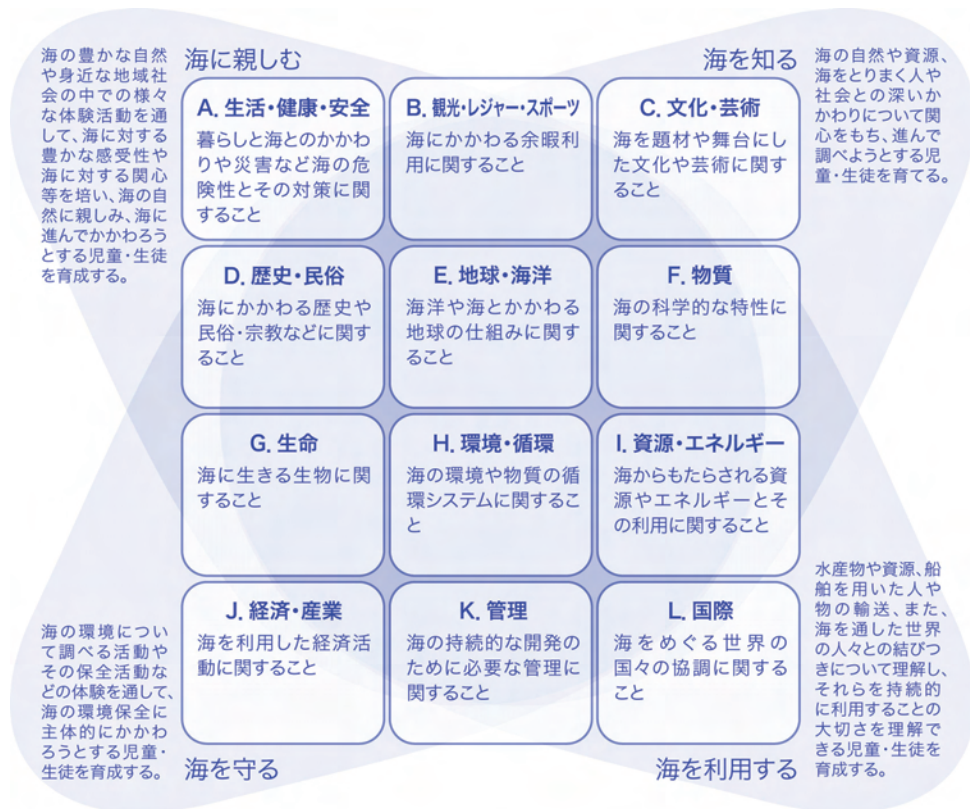 海に親しむ
海の豊かな自然
や身近な地域社
会の中での様々
な体験活動を通
して、海に対する
豊かな感受性や
海に対する関心
等を培い、海の自
然に親しみ、海に
進んでかかわろう
とする児童・生徒
を育成する。
海を知る
海の自然や資源、
海をとりまく人や
社会との深いか
かわりについて関
心をもち、進んで
調べようとする児
童・生徒を育てる。
A. 生活・健康・安全
暮らしと海とのかかわ
りや災害など海の危
険性とその対策に関
すること
B. 観光・レジャー・スポーツ
海にかかわる余暇利
用に関すること
C. 文化・芸術
海を題材や舞台にし
た文化や芸術に関す
ること
D. 歴史・民俗
海にかかわる歴史や
民俗・宗教などに関す
ること
E. 地球・海洋
海洋や海とかかわる
地球の仕組みに関す
ること
F. 物質
海の科学的な特性に
関すること
G. 生命
海に生きる生物に関
すること
H. 環境・循環
海の環境や物質の循
環システムに関するこ
と
I. 資源・エネルギー
海からもたらされる資
源やエネルギーとそ
の利用に関すること
J. 経済・産業
海を利用した経済活
動に関すること
K. 管理
海の持続的な開発の
ために必要な管理に
関すること
L. 国際
海をめぐる世界の
国々の協調に関する
こと
海の環境につい
て調べる活動や
その保全活動な
どの体験を通して、
海の環境保全に
主体的にかかわ
ろうとする児童・
生徒を育成する。
海を守る
水産物や資源、船
舶を用いた人や
物の輸送、また、
海を通した世界
の人々との結びつ
きについて理解し、
それらを持続的
に利用することの
大切さを理解で
きる児童・生徒を
育成する。
海を利用する